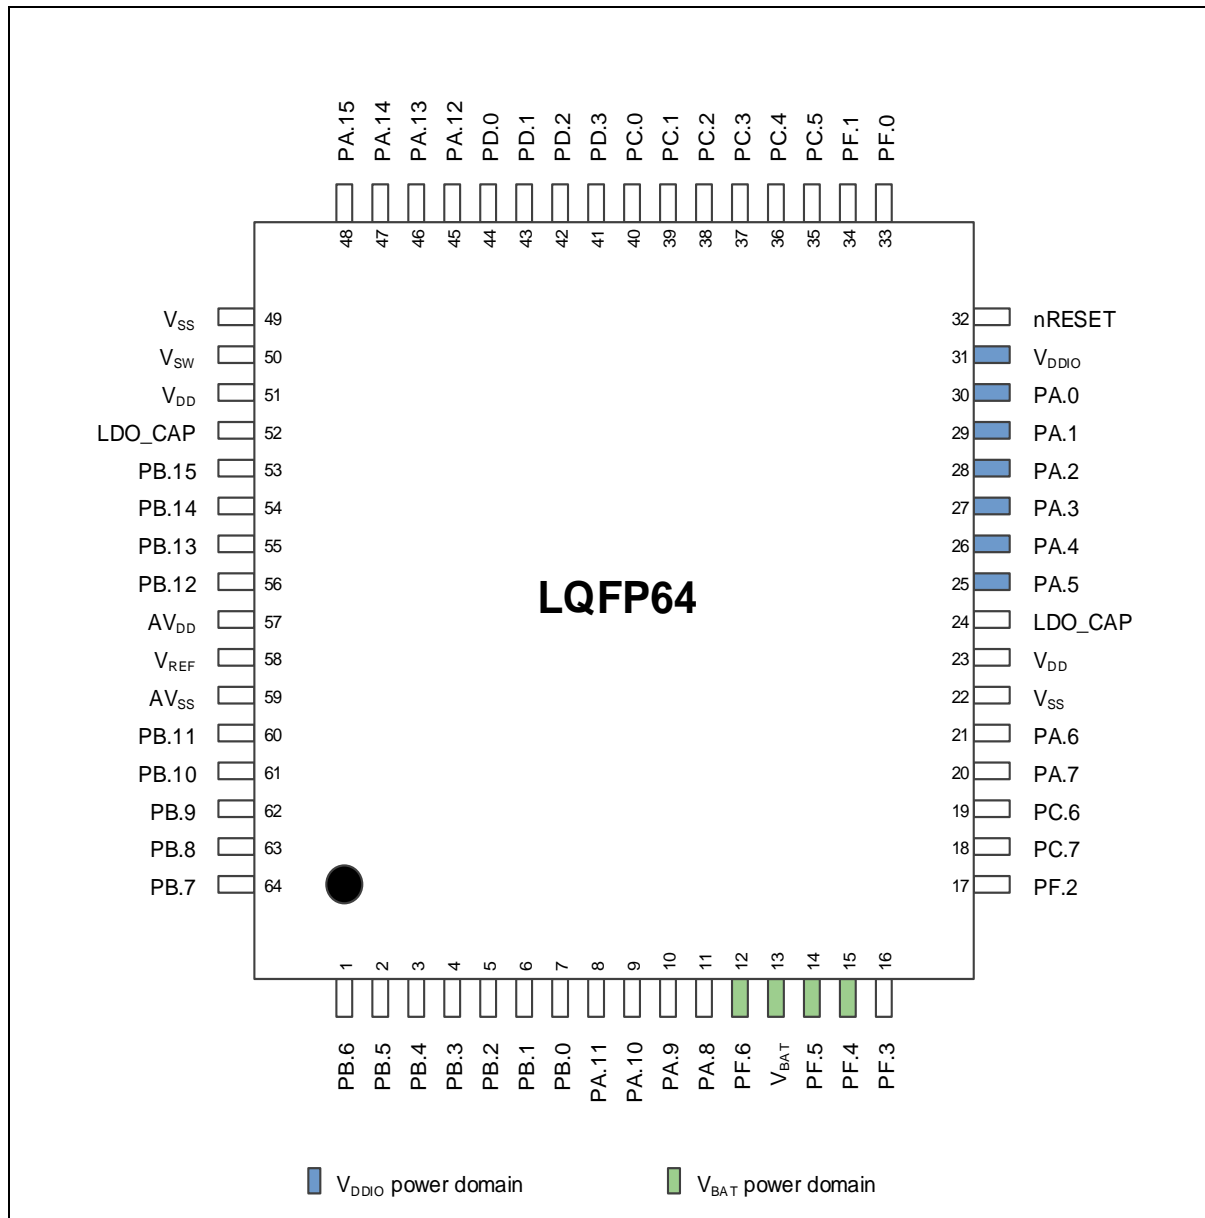 PA.15
PA.14
PA.13
PA.12
PD.0
PD.1
PD.2
PD.3
PC.0
PC.1
PC.2
PC.3
PC.4
PC.5
PF.1
PF.0
48
47
46
45
44
43
42
41
40
39
38
37
36
35
34
33
VSS 49
VSW 50
VDD 51
LDO_CAP 52
PB.15 53
PB.14 54
PB.13 55
PB.12 56
AVDD 57
VREF 58
AVSS 59
PB.11 60
PB.10 61
PB.9 62
PB.8 63
PB.7 64
LQFP64
32 nRESET
31 VDDIO
30 PA.0
29 PA.1
28 PA.2
27 PA.3
26 PA.4
25 PA.5
24 LDO_CAP
23 VDD
22 VSS
21 PA.6
20 PA.7
19 PC.6
18 PC.7
17 PF.2
1
2
3
4
5
6
7
8
9
10
11
12
13
14
15
16
PB.6
PB.5
PB.4
PB.3
PB.2
PB.1
PB.0
PA.11
PA.10
PA.9
PA.8
PF.6
VBAT
PF.5
PF.4
PF.3
VDDIO power domain
VBAT power domain